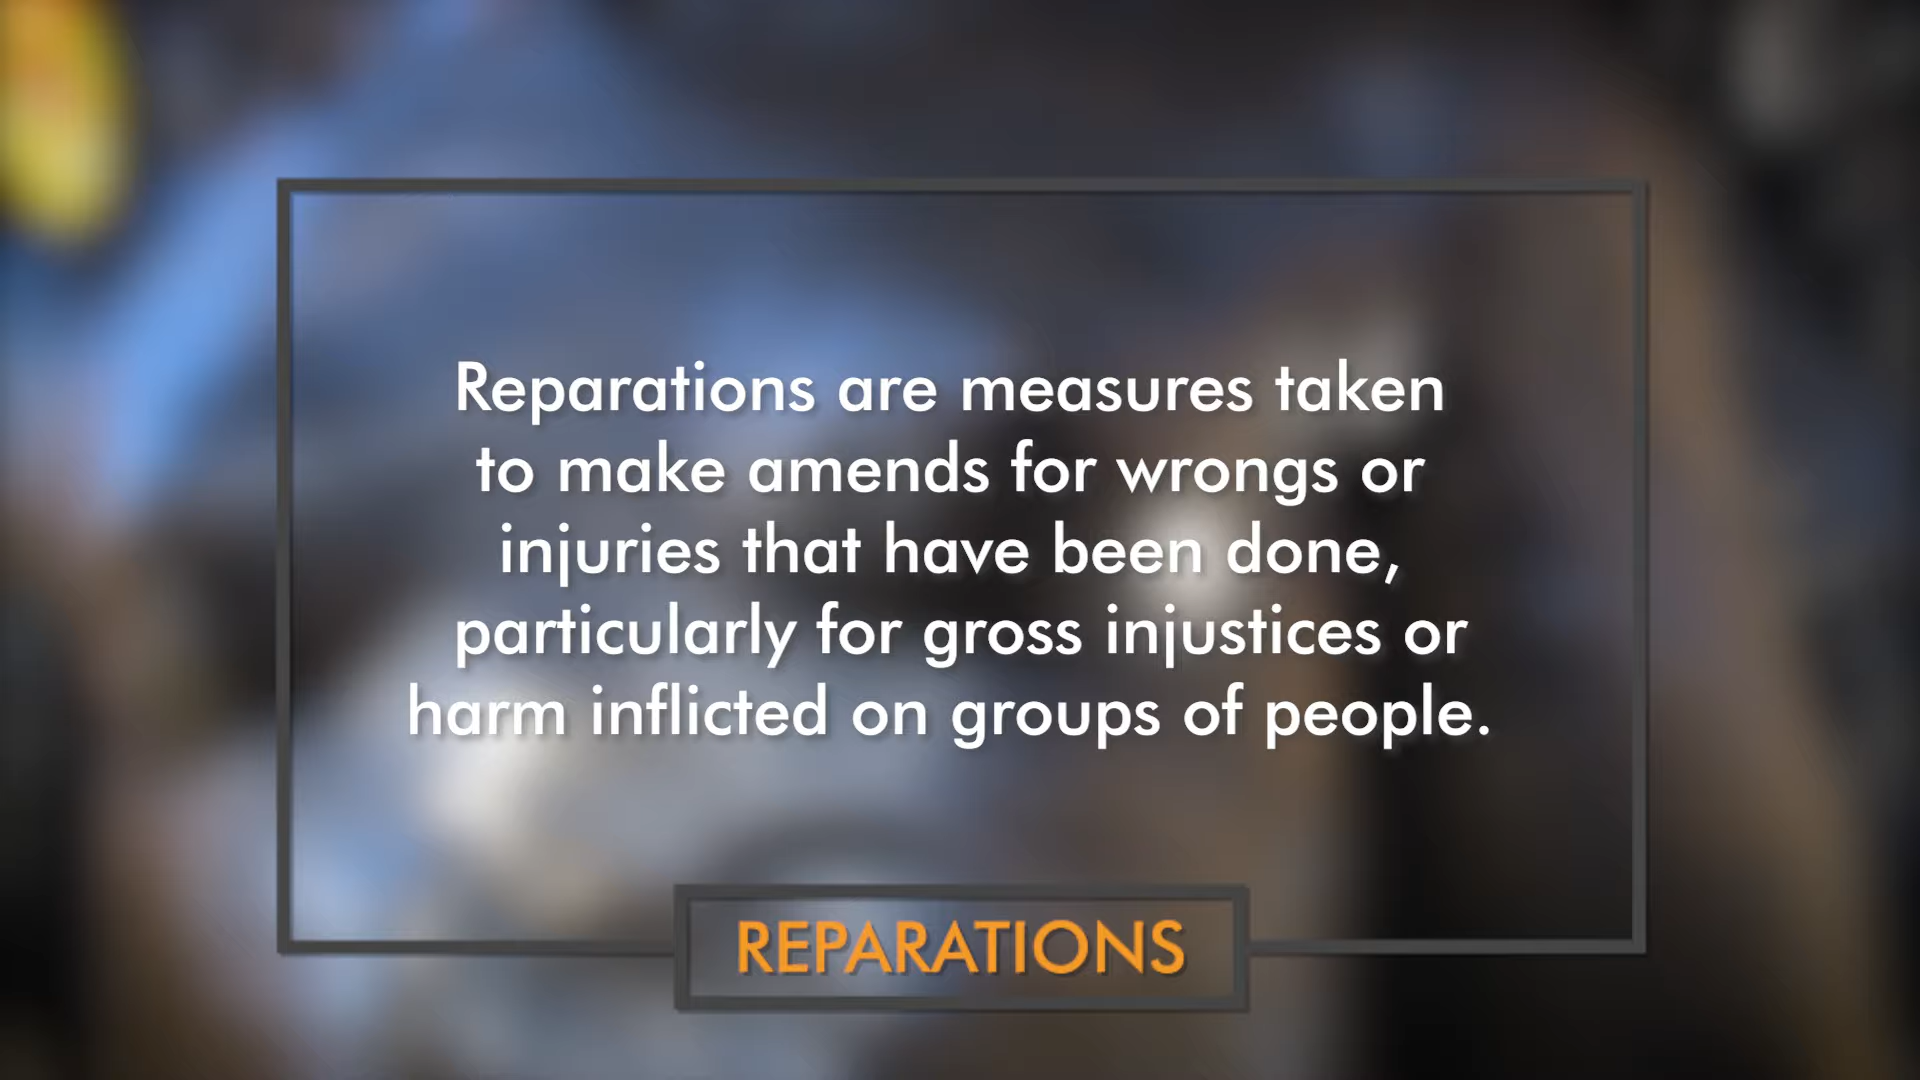 Reparations are measures taken
to make amends for wrongs or
injuries that have been done,
particularly for gross injustices or
harm inflicted on groups of people.
REPARATIONS